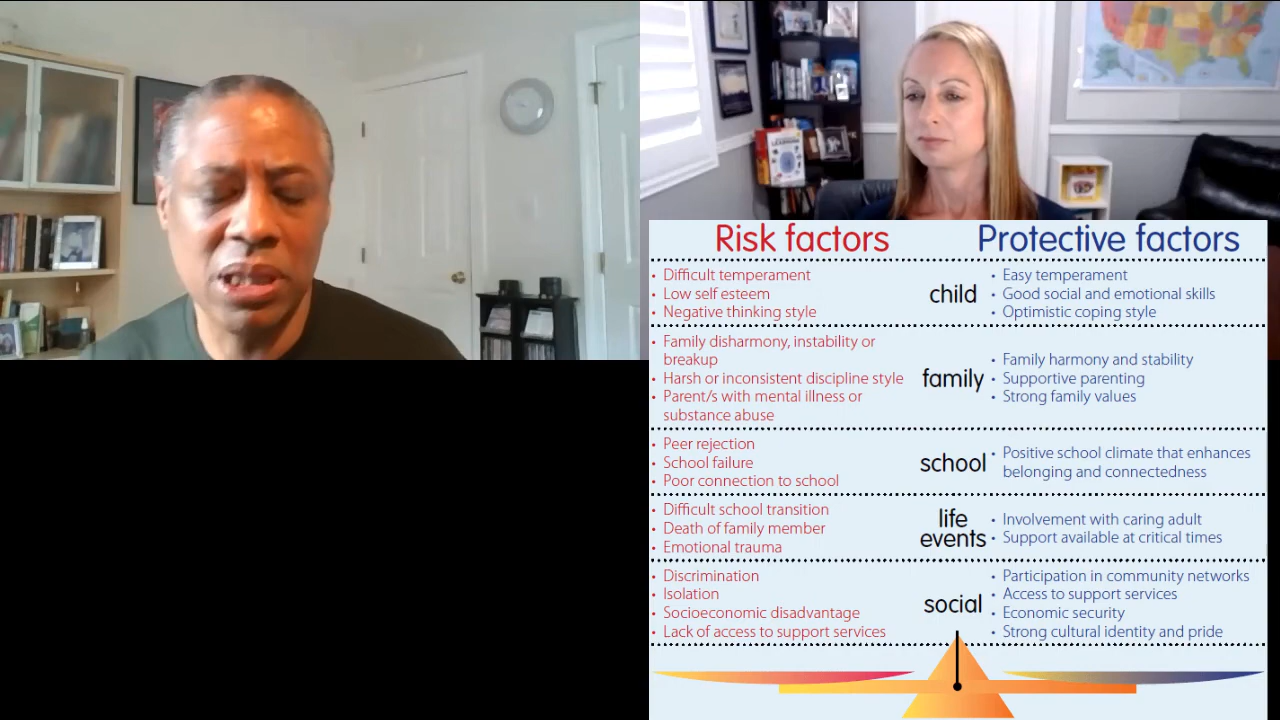 Risk factors
Protective factors
• Difficult temperament
• Low self esteem
• Negative thinking style
child
• Easy temperament
• Good social and emotional skills
• Optimistic coping style
• Family disharmony, instability or
breakup
• Harsh or inconsistent discipline style
• Parent/s with mental illness or
substance abuse
family
• Family harmony and stability
• Supportive parenting
• Strong family values
• Peer rejection
• School failure
• Poor connection to school
school
• Positive school climate that enhances
belonging and connectedness
• Difficult school transition
• Death of family member
• Emotional trauma
life
events
• Involvement with caring adult
• Support available at critical times
• Discrimination
• Isolation
• Socioeconomic disadvantage
• Lack of access to support services
social
• Participation in community networks
• Access to support services
• Economic security
• Strong cultural identity and pride